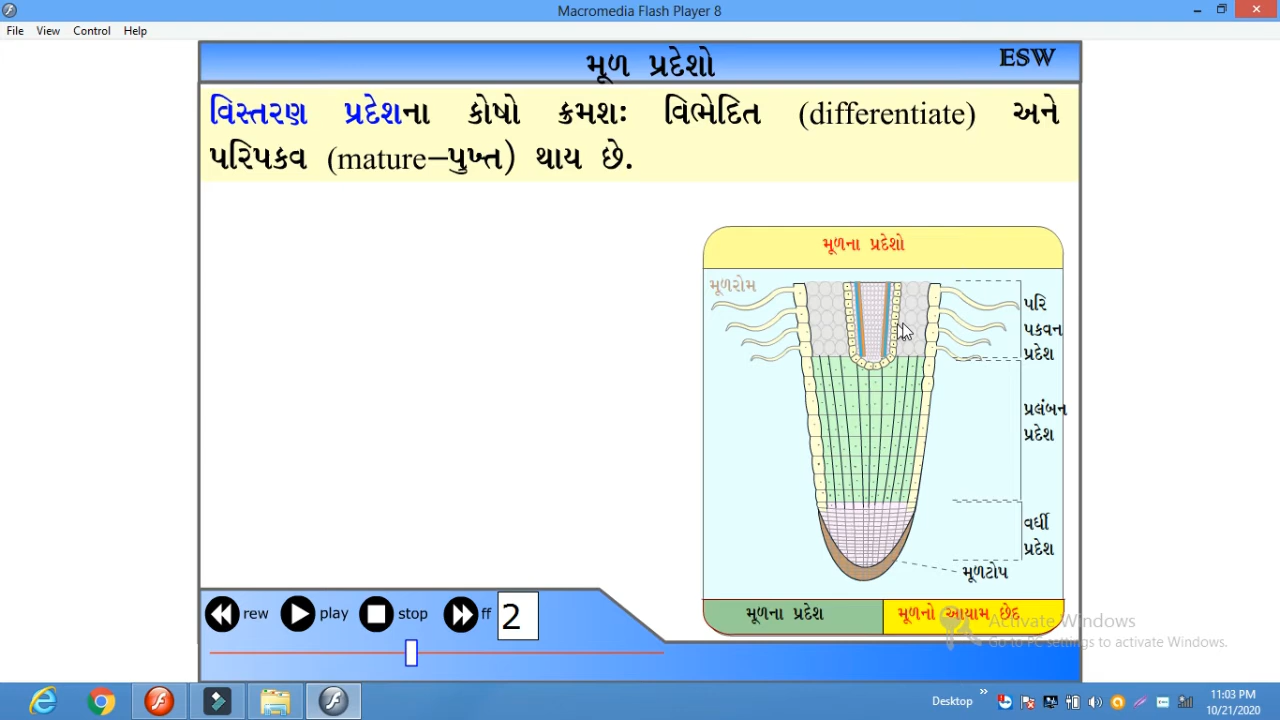 Macromedia Flash Player 8
File View Control Help
મૂળ પ્રદેશો
ESW
વિસ્તરણ પ્રદેશના કોષો ક્રમશઃ વિભેદિત (differentiate) અને
પરિપકવ (mature–પુખ્ત) થાય છે.
મૂળના પ્રદેશો
મૂળરોમ
પરિ
પકવન
પ્રદેશ
પ્રલંબન
પ્રદેશ
વર્ધી
પ્રદેશ
મૂળટોપ
મૂળના પ્રદેશ
મૂળનો આયામ છેદ
rew play stop ff 2
Activate Windows
Go to PC settings to activate Windows.
Desktop
11:03 PM
10/21/2020